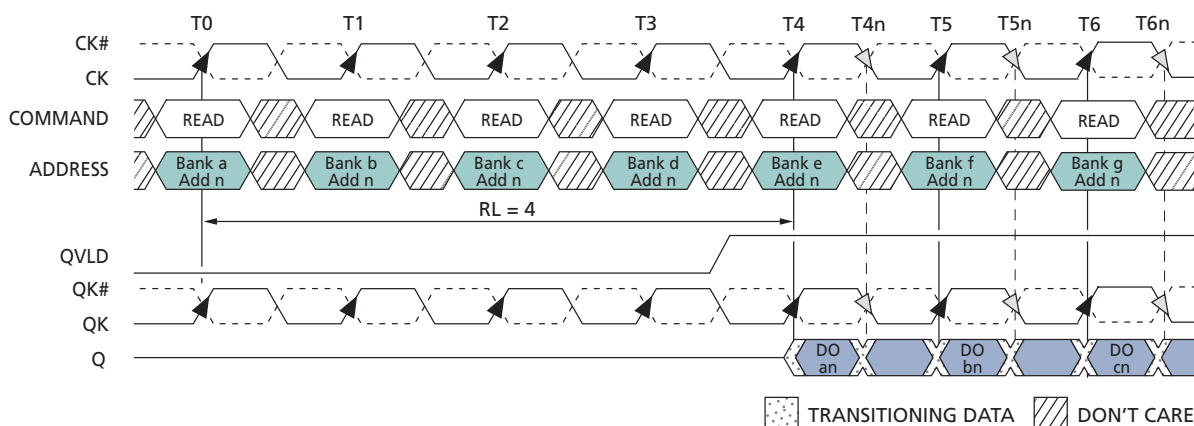 T0 T1 T2 T3 T4 T4n T5 T5n T6 T6n
CK#
CK
COMMAND READ READ READ READ READ READ READ
ADDRESS Bank a Bank b Bank c Bank d Bank e Bank f Bank g
Add n Add n Add n Add n Add n Add n Add n
RL = 4
QVLD
QK#
QK
Q DO DO DO
an bn cn
TRANSITIONING DATA DON'T CARE